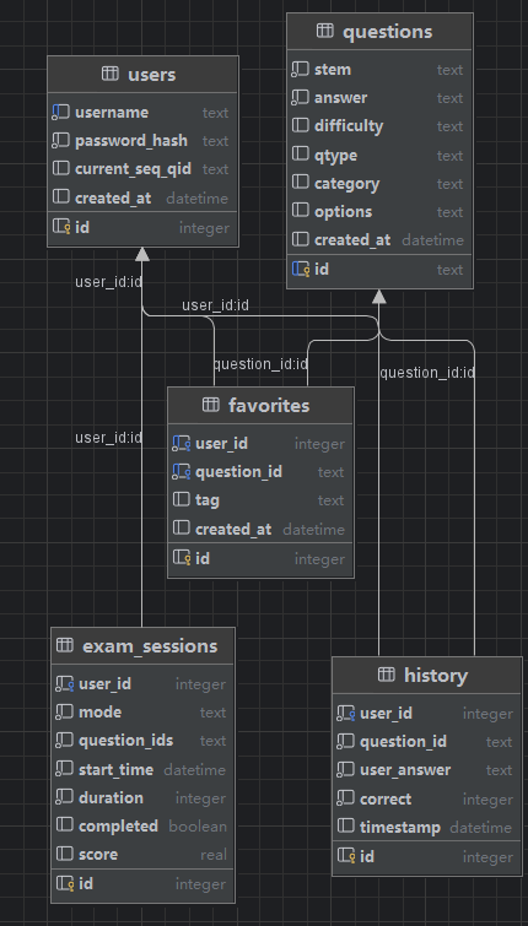 users
username text
password_hash text
current_seq_qid text
created_at datetime
id integer
questions
stem text
answer text
difficulty text
qtype text
category text
options text
created_at datetime
id text
user_id:id
user_id:id
question_id:id
question_id:id
user_id:id
favorites
user_id integer
question_id text
tag text
created_at datetime
id integer
exam_sessions
user_id integer
mode text
question_ids text
start_time datetime
duration integer
completed boolean
score real
id integer
history
user_id integer
question_id text
user_answer text
correct integer
timestamp datetime
id integer